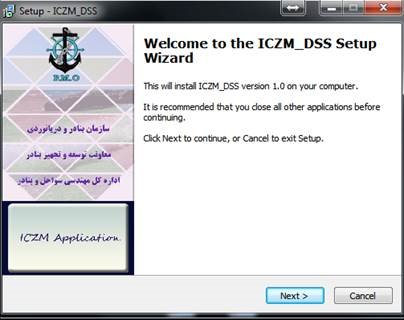 Setup - ICZM_DSS
P.M.O
سازمان بنادر و دریانوردی
معاونت توسعه و تجهیز بنادر
اداره کل مهندسی سواحل و بنادر
ICZM Application
Welcome to the ICZM_DSS Setup
Wizard
This will install ICZM_DSS version 1.0 on your computer.
It is recommended that you close all other applications before
continuing.
Click Next to continue, or Cancel to exit Setup.
Next >
Cancel